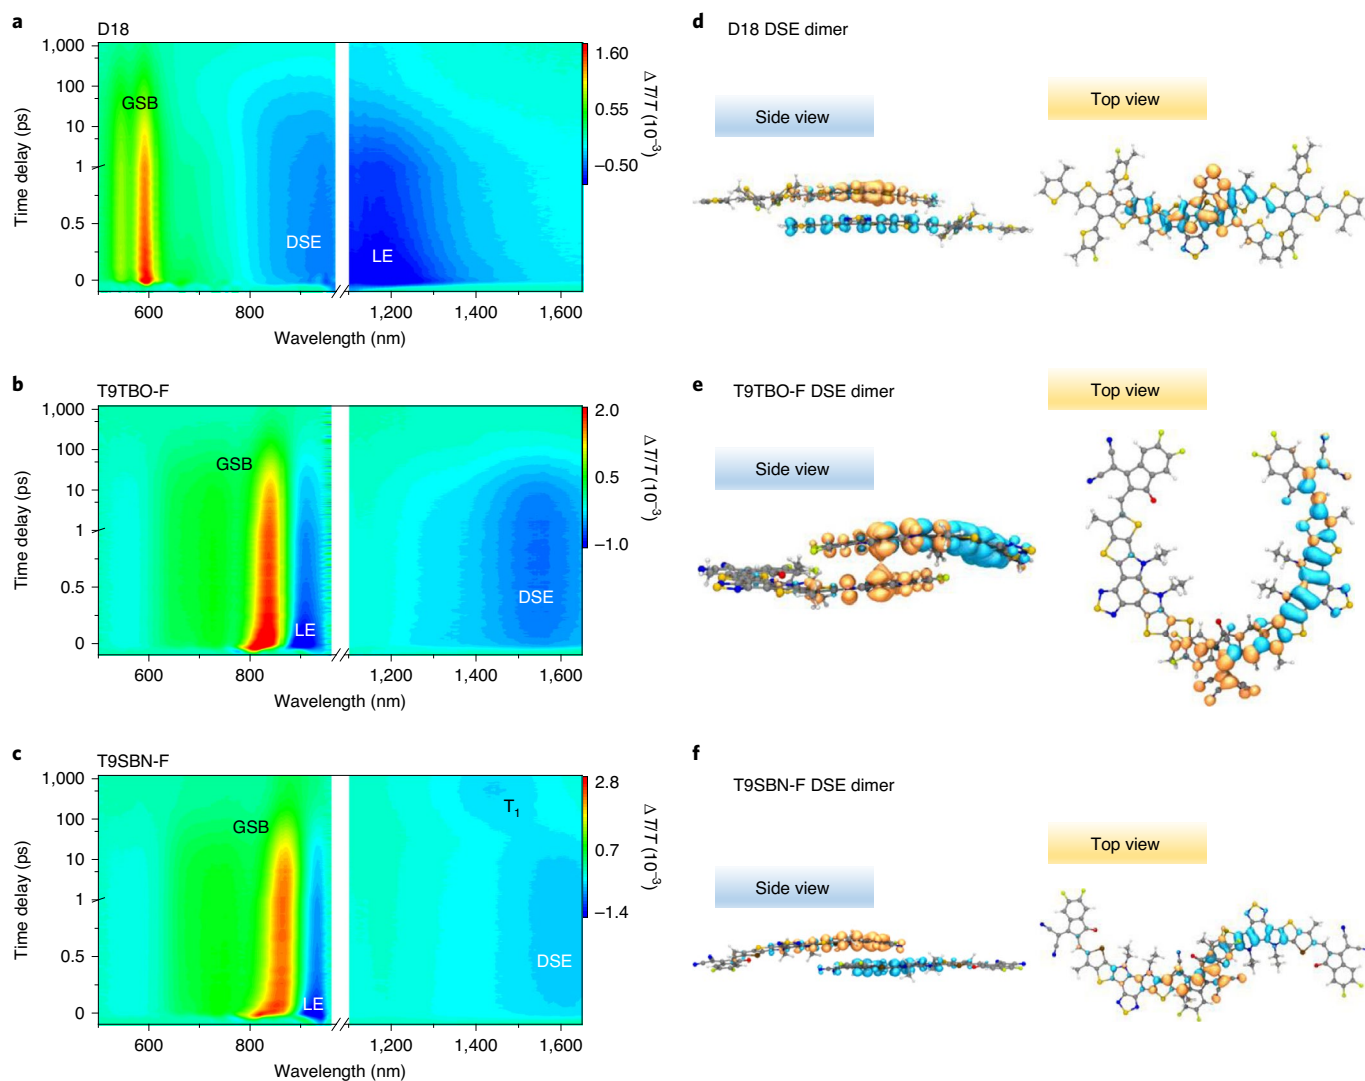 a
D18
1,000
100
10
1
0.5
0
Time delay (ps)
GSB
DSE
LE
600
800
1,200
1,400
1,600
Wavelength (nm)
1.60
0.55
−0.50
Δ T/T (10−3)
d
D18 DSE dimer
Side view
Top view
b
T9TBO-F
1,000
100
10
1
0.5
0
Time delay (ps)
GSB
LE
DSE
600
800
1,200
1,400
1,600
Wavelength (nm)
2.0
0.5
−1.0
Δ T/T (10−3)
e
T9TBO-F DSE dimer
Side view
Top view
c
T9SBN-F
1,000
100
10
1
0.5
0
Time delay (ps)
GSB
LE
T1
DSE
600
800
1,200
1,400
1,600
Wavelength (nm)
2.8
0.7
−1.4
Δ T/T (10−3)
f
T9SBN-F DSE dimer
Side view
Top view